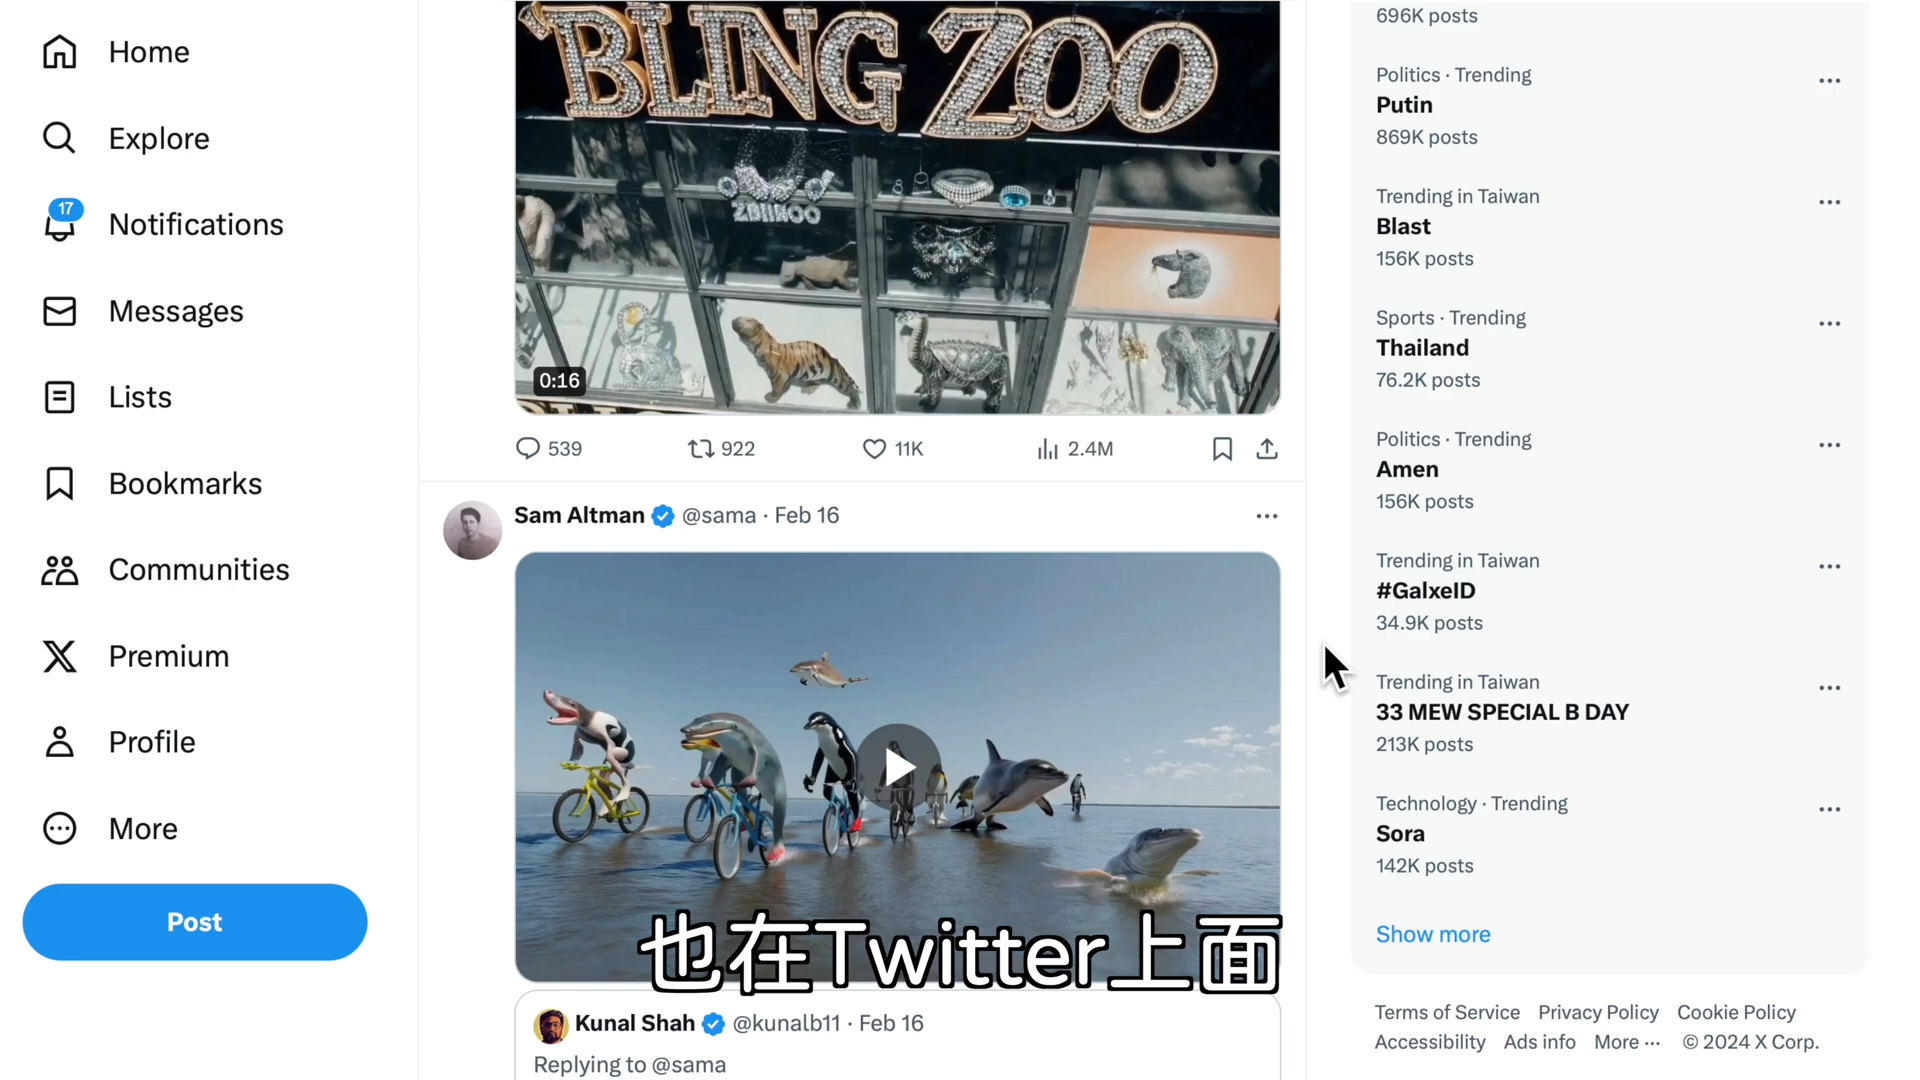 Home
Explore
17
Notifications
Messages
Lists
Bookmarks
Communities
Premium
Profile
More
Post
BLING ZOO
0:16
539
922
11K
2.4M
Sam Altman @sama · Feb 16
也在Twitter上面
Kunal Shah @kunalb11 · Feb 16
Replying to @sama
696K posts
Politics · Trending
Putin
869K posts
Trending in Taiwan
Blast
156K posts
Sports · Trending
Thailand
76.2K posts
Politics · Trending
Amen
156K posts
Trending in Taiwan
#GalxeID
34.9K posts
Trending in Taiwan
33 MEW SPECIAL B DAY
213K posts
Technology · Trending
Sora
142K posts
Show more
Terms of Service Privacy Policy Cookie Policy
Accessibility Ads info More ··· © 2024 X Corp.